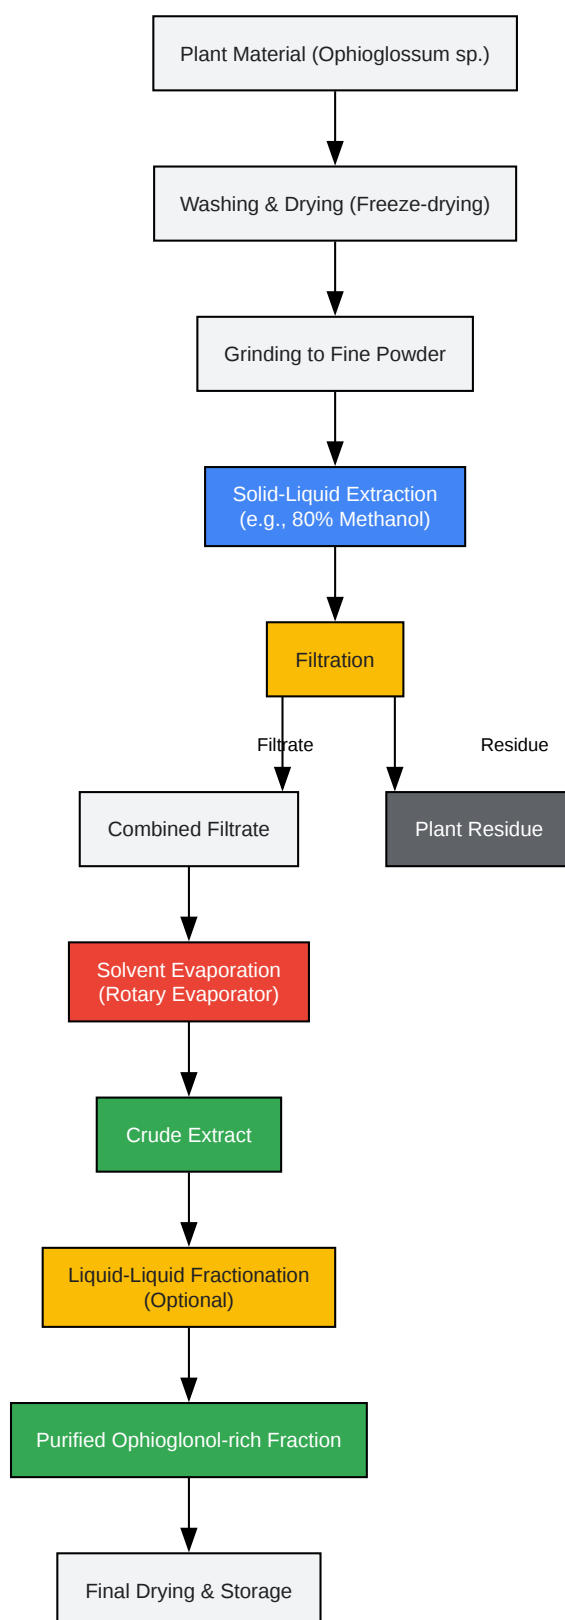 Plant Material (Ophioglossum sp.)
Washing & Drying (Freeze-drying)
Grinding to Fine Powder
Solid-Liquid Extraction
(e.g., 80% Methanol)
Filtration
Filtrate
Residue
Combined Filtrate
Plant Residue
Solvent Evaporation
(Rotary Evaporator)
Crude Extract
Liquid-Liquid Fractionation
(Optional)
Purified Ophioglonol-rich Fraction
Final Drying & Storage